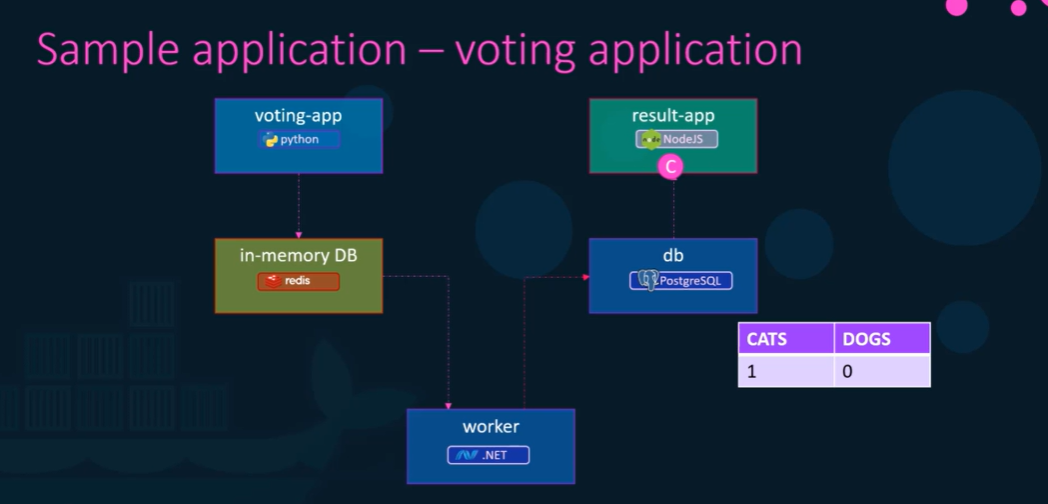 Sample application – voting application
voting-app
python
result-app
NodeJS
C
in-memory DB
redis
db
PostgreSQL
CATS DOGS
1 0
worker
.NET